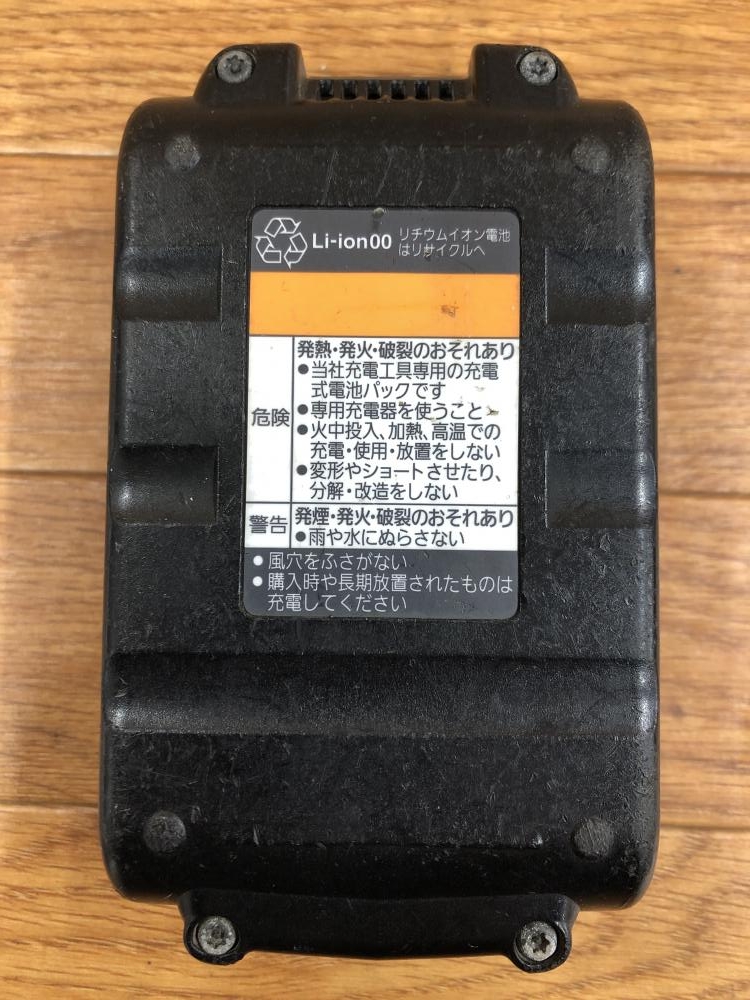 Li-ion00 リチウムイオン電池
はリサイクルへ
危険
発熱・発火・破裂のおそれあり
●当社充電工具専用の充電
式電池パックです
●専用充電器を使うこと
●火中投入、加熱、高温での
充電・使用・放置をしない
●変形やショートさせたり、
分解・改造をしない
警告
発煙・発火・破裂のおそれあり
●雨や水にぬらさない
●風穴をふさがない
●購入時や長期放置されたものは
充電してください